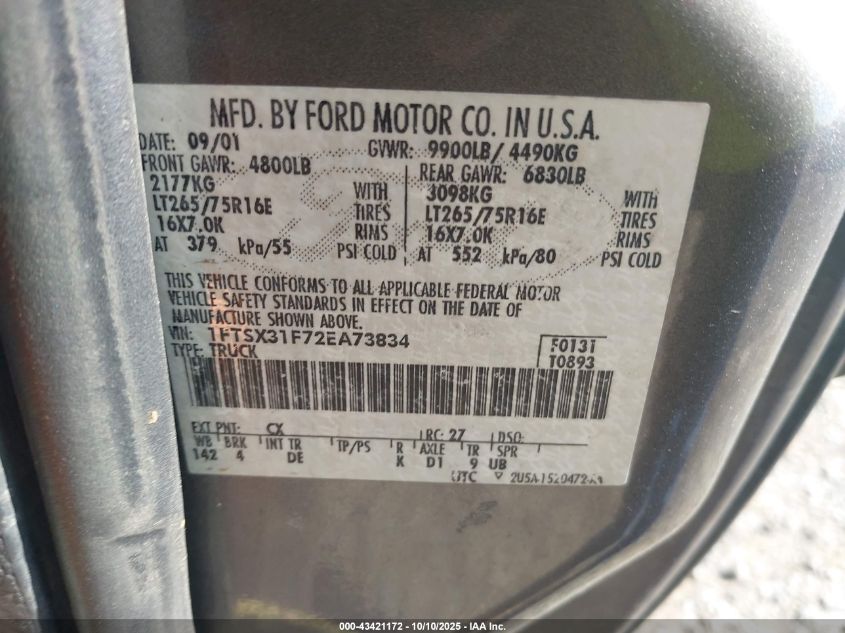 MFD. BY FORD MOTOR CO. IN U.S.A.
DATE: 09/01 GVWR: 9900LB/ 4490KG
FRONT GAWR: 4800LB REAR GAWR: 6830LB
2177KG WITH 3098KG WITH
LT265/75R16E TIRES LT265/75R16E TIRES
16X7.0K RIMS 16X7.0K RIMS
AT 379 kPa/55 PSI COLD AT 552 kPa/80 PSI COLD
THIS VEHICLE CONFORMS TO ALL APPLICABLE FEDERAL MOTOR
VEHICLE SAFETY STANDARDS IN EFFECT ON THE DATE OF
MANUFACTURE SHOWN ABOVE.
VIN: 1FTSX31F72EA73834
TYPE: TRUCK
F0131
T0893
EXT PNT: CX RC: 27 DSO:
WB BRK INT TR TP/PS R AXLE TR SPR
142 4 DE K D1 9 UB
000-43421172 - 10/10/2025 - IAA Inc.